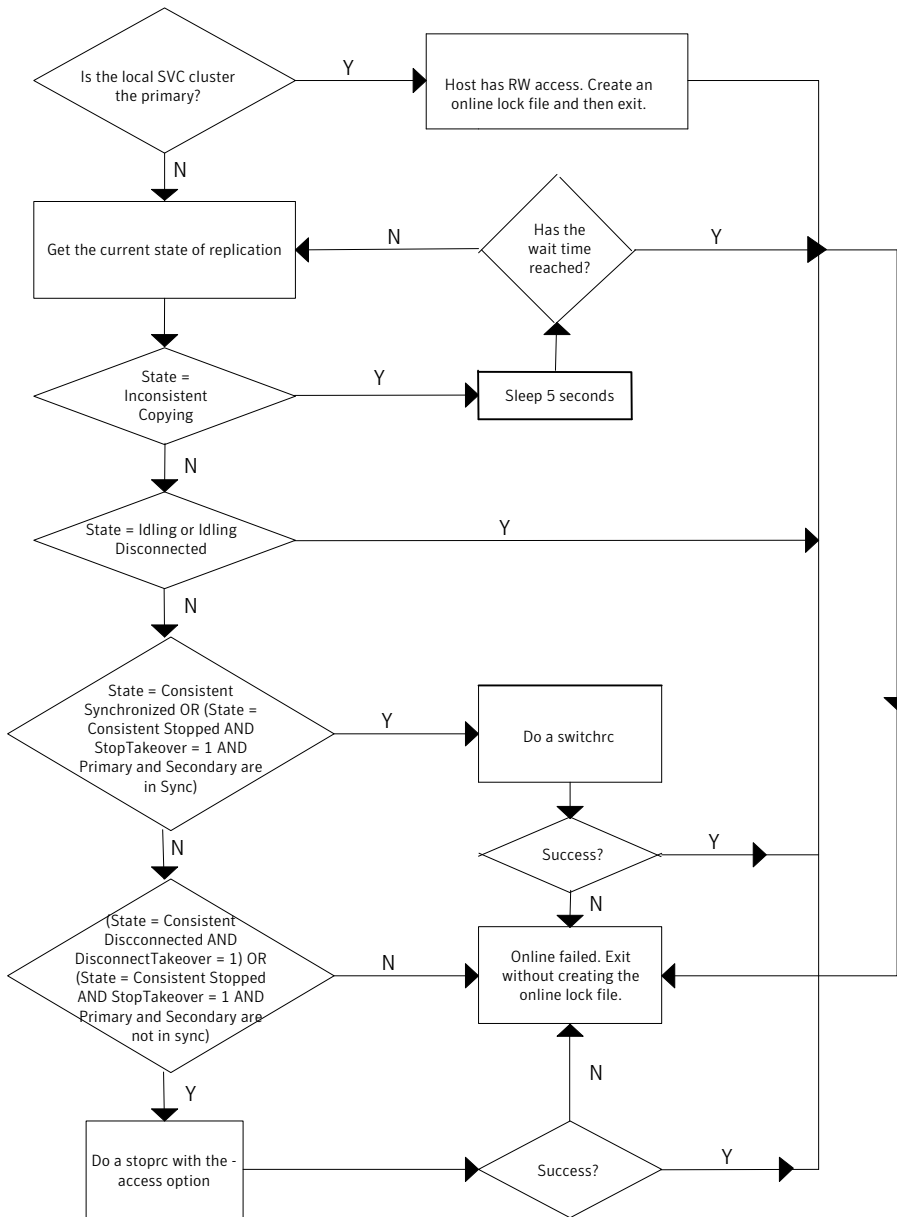 Is the local SVC cluster
the primary?
Y
Host has RW access. Create an
online lock file and then exit.
N
Get the current state of replication
N
Has the
wait time
reached?
Y
State =
Inconsistent
Copying
Y
Sleep 5 seconds
N
State = Idling or Idling
Disconnected
Y
N
State = Consistent
Synchronized OR (State =
Consistent Stopped AND
StopTakeover = 1 AND
Primary and Secondary are
in Sync)
Y
Do a switchrc
N
Success?
Y
N
(State = Consistent
Discconnected AND
DisconnectTakeover = 1) OR
(State = Consistent Stopped
AND StopTakeover = 1 AND
Primary and Secondary are
not in sync)
N
Online failed. Exit
without creating the
online lock file.
Y
N
Do a stoprc with the -
access option
Success?
Y